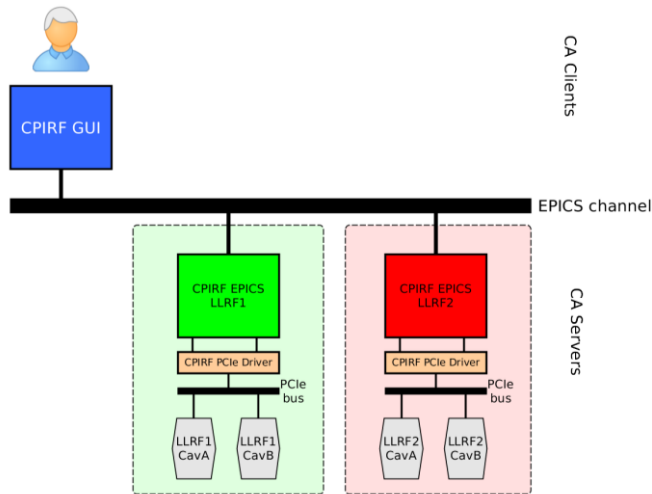 CA Clients
CPIRF GUI
EPICS channel
CPIRF EPICS
LLRF1
CPIRF EPICS
LLRF2
CA Servers
CPIRF PCIe Driver
CPIRF PCIe Driver
PCIe
bus
PCIe
bus
LLRF1
CavA
LLRF1
CavB
LLRF2
CavA
LLRF2
CavB